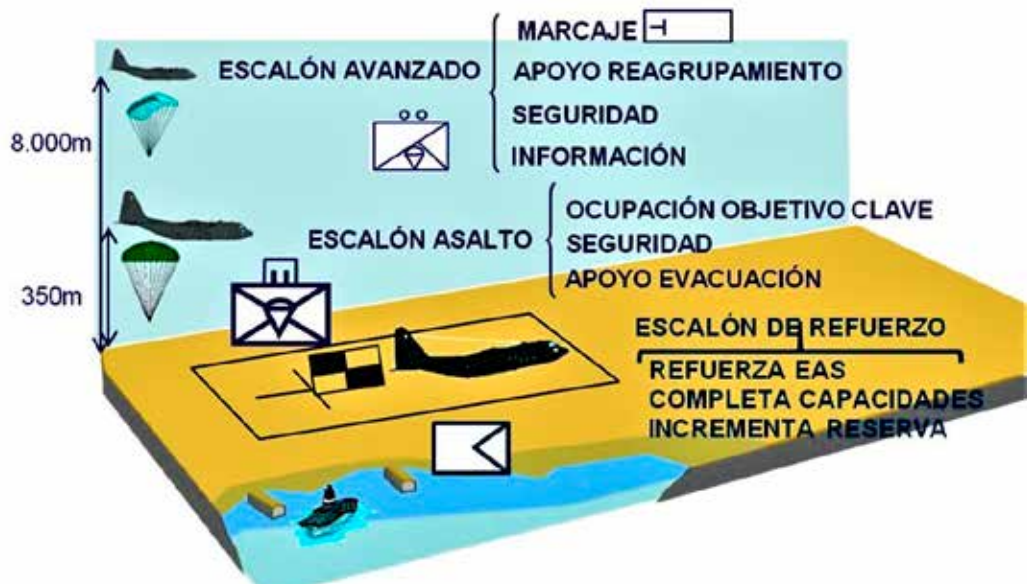 MARCAJE
ESCALÓN AVANZADO
APOYO REAGRUPAMIENTO
SEGURIDAD
INFORMACIÓN
8.000m
ESCALÓN ASALTO
OCUPACIÓN OBJETIVO CLAVE
SEGURIDAD
APOYO EVACUACIÓN
350m
ESCALÓN DE REFUERZO
REFUERZA EAS
COMPLETA CAPACIDADES
INCREMENTA RESERVA